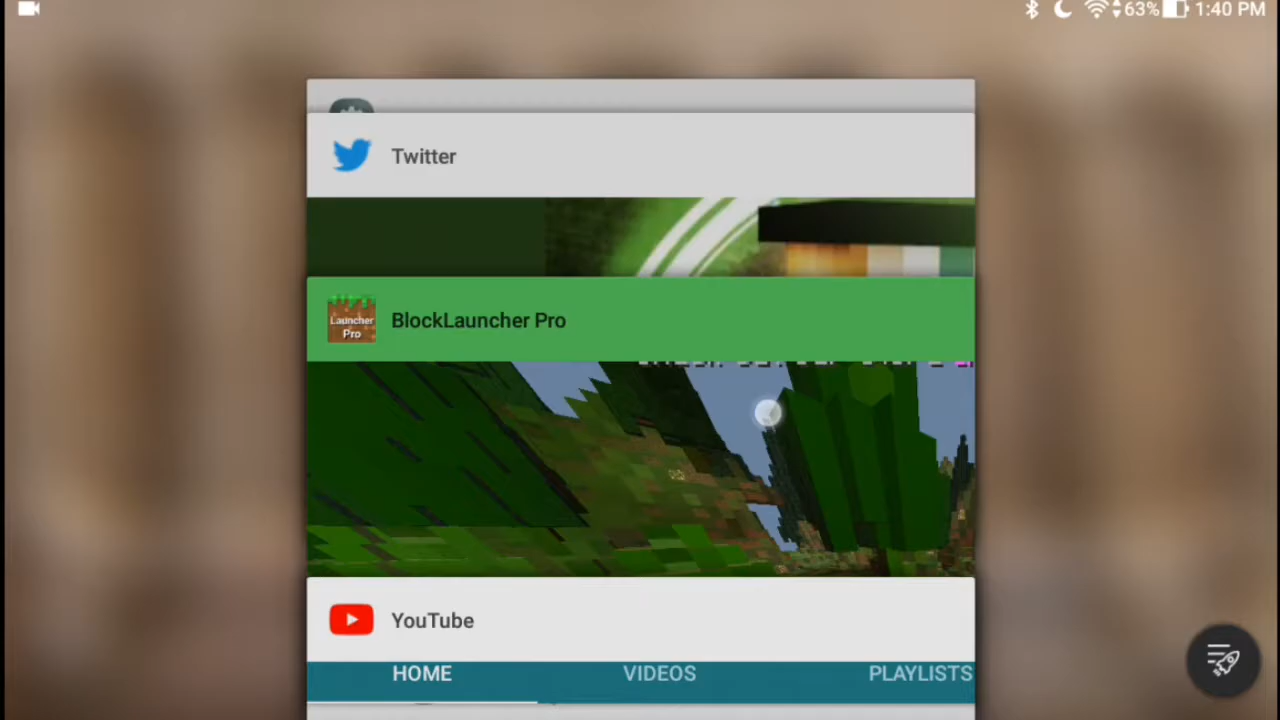 63% 1:40 PM
Twitter
Launcher
Pro
BlockLauncher Pro
YouTube
HOME VIDEOS PLAYLISTS